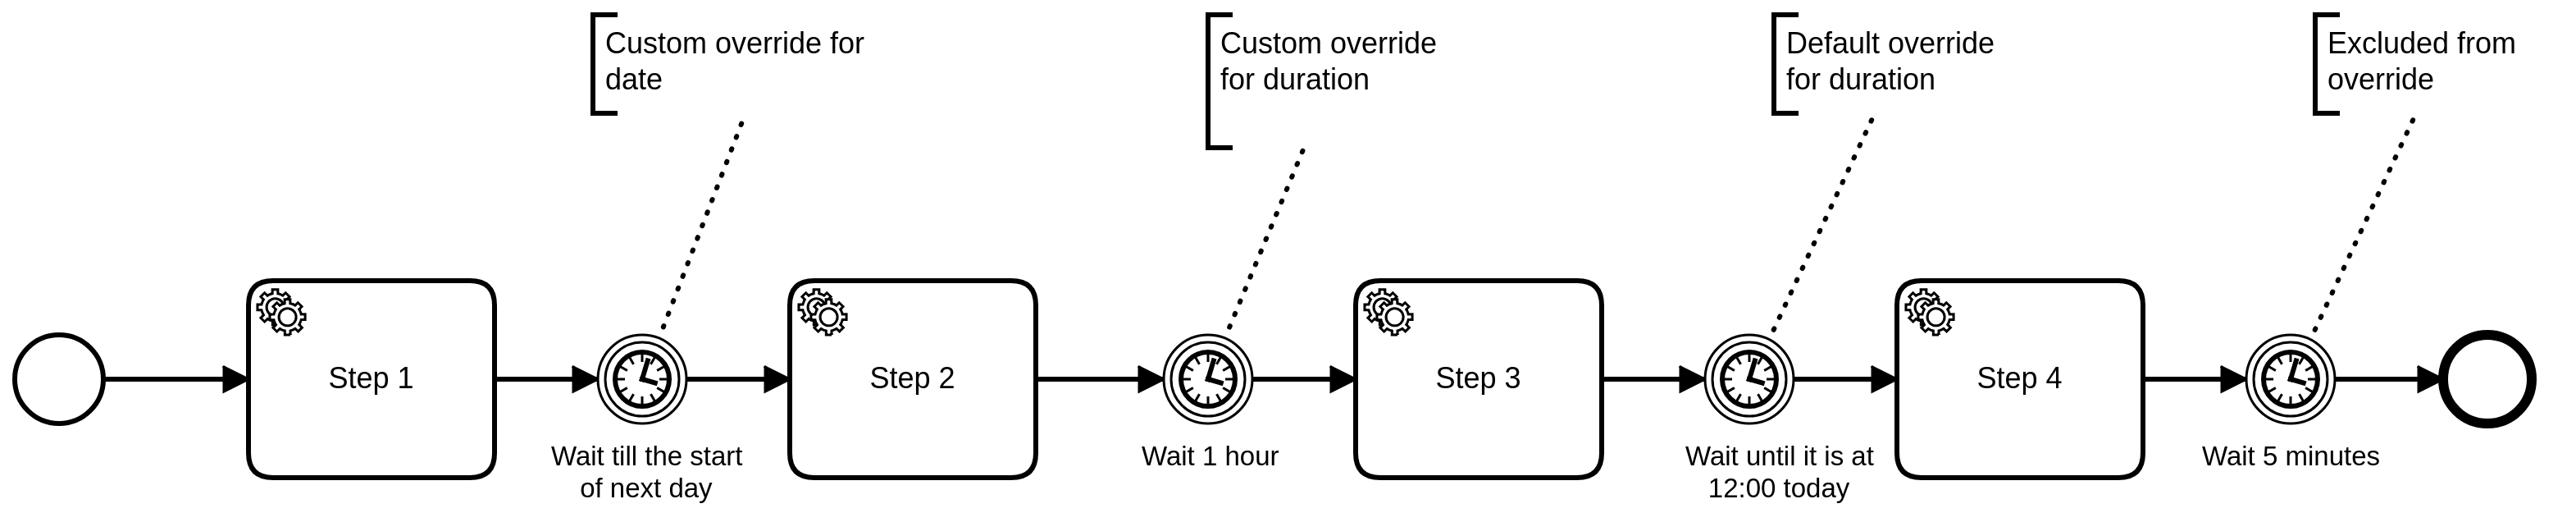 Custom override for
date
Custom override
for duration
Default override
for duration
Excluded from
override
Step 1
Step 2
Step 3
Step 4
Wait till the start
of next day
Wait 1 hour
Wait until it is at
12:00 today
Wait 5 minutes